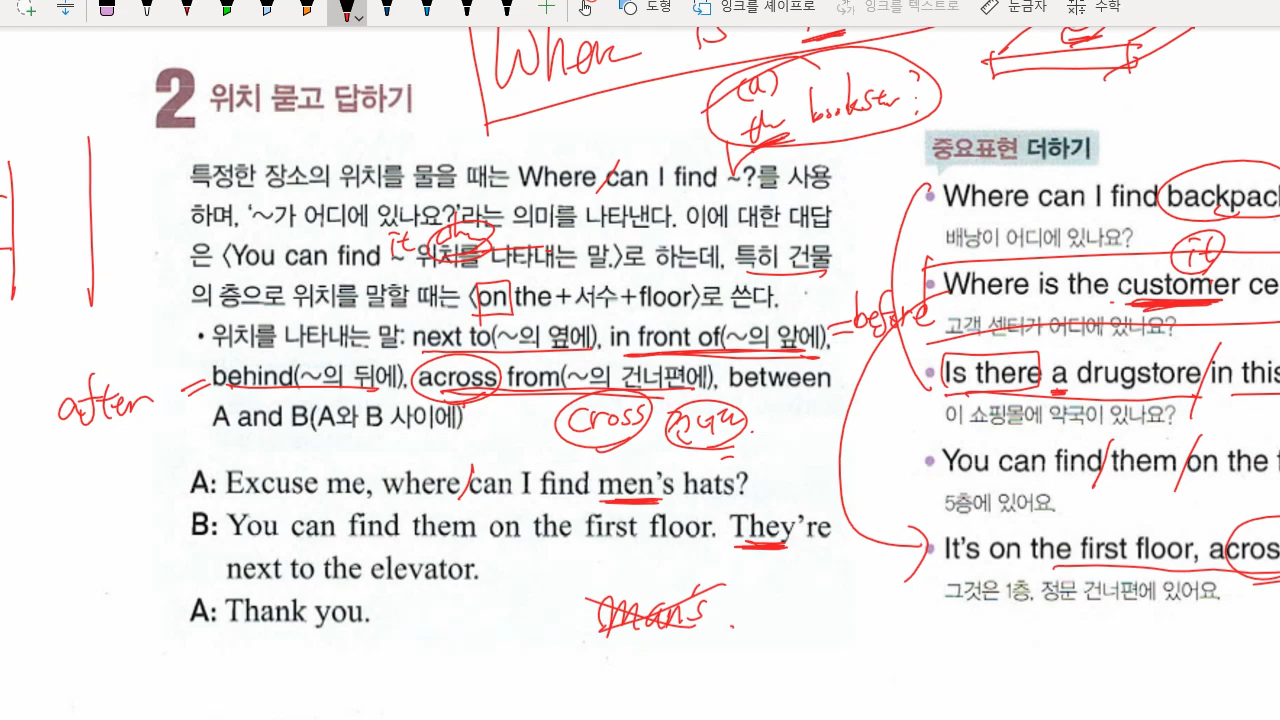 도형
잉크를 셰이프로
잉크를 텍스트로
눈금자
수학
Where is
(a)
the bookstore?
2 위치 묻고 답하기
특정한 장소의 위치를 물을 때는 Where can I find ~?를 사용
하며, ‘~가 어디에 있나요?’라는 의미를 나타낸다. 이에 대한 대답
it
은 〈You can find ~ 위치를 나타내는 말.〉로 하는데, 특히 건물
의 층으로 위치를 말할 때는 〈on the+서수+floor〉로 쓴다.
• 위치를 나타내는 말: next to(~의 옆에), in front of(~의 앞에),
= before
behind(~의 뒤에), across from(~의 건너편에), between
after =
A and B(A와 B 사이에)
cross 건너다.
A: Excuse me, where can I find men’s hats?
B: You can find them on the first floor. They’re
next to the elevator.
A: Thank you.
man's.
중요표현 더하기
• Where can I find backpac
배낭이 어디에 있나요?
it
• Where is the customer ce
고객 센터가 어디에 있나요?
• Is there a drugstore in this
이 쇼핑몰에 약국이 있나요?
• You can find them on the f
5층에 있어요.
• It’s on the first floor, acros
그것은 1층, 정문 건너편에 있어요.